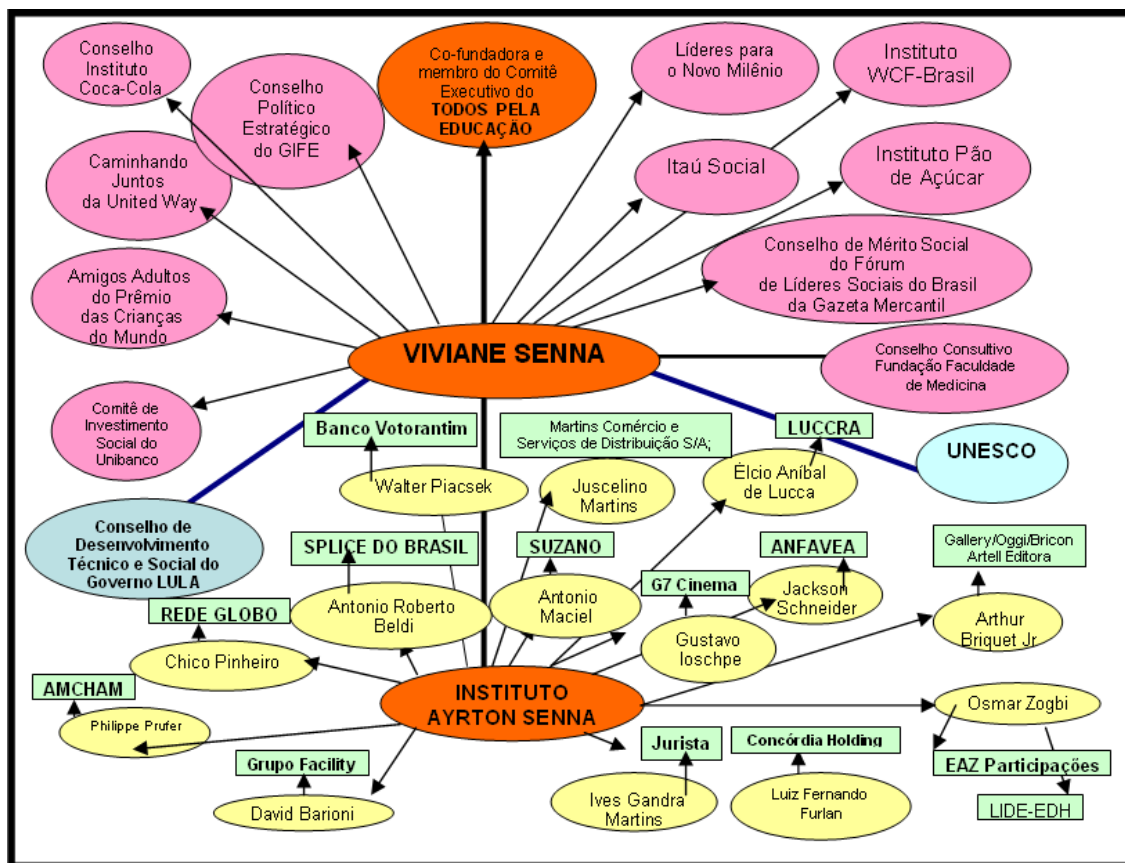 Conselho
Instituto
Coca-Cola
Conselho
Político
Estratégico
do GIFE
Co-fundadora e
membro do Comitê
Executivo do
TODOS PELA
EDUCAÇÃO
Líderes para
o Novo Milênio
Instituto
WCF-Brasil
Caminhando
Juntos
da United Way
Itaú Social
Instituto Pão
de Açúcar
Amigos Adultos
do Prêmio
das Crianças
do Mundo
Conselho de Mérito Social
do Fórum
de Líderes Sociais do Brasil
da Gazeta Mercantil
VIVIANE SENNA
Conselho Consultivo
Fundação Faculdade
de Medicina
Comitê de
Investimento
Social do
Unibanco
Banco Votorantim
Martins Comércio e
Serviços de Distribuição S/A;
LUCCRA
UNESCO
Walter Piacsek
Juscelino
Martins
Élcio Aníbal
de Lucca
Conselho de
Desenvolvimento
Técnico e Social do
Governo LULA
SPLICE DO BRASIL
SUZANO
ANFAVEA
Gallery/Oggi/Bricon
Artell Editora
G7 Cinema
Antonio Roberto
Beldi
Antonio
Maciel
Jackson
Schneider
REDE GLOBO
Chico Pinheiro
Gustavo
Ioschpe
Arthur
Briquet Jr.
AMCHAM
Philippe Prufer
INSTITUTO
AYRTON SENNA
Osmar Zogbi
Grupo Facility
Jurista
Concórdia Holding
EAZ Participações
David Barioni
Ives Gandra
Martins
Luiz Fernando
Furlan
LIDE-EDH